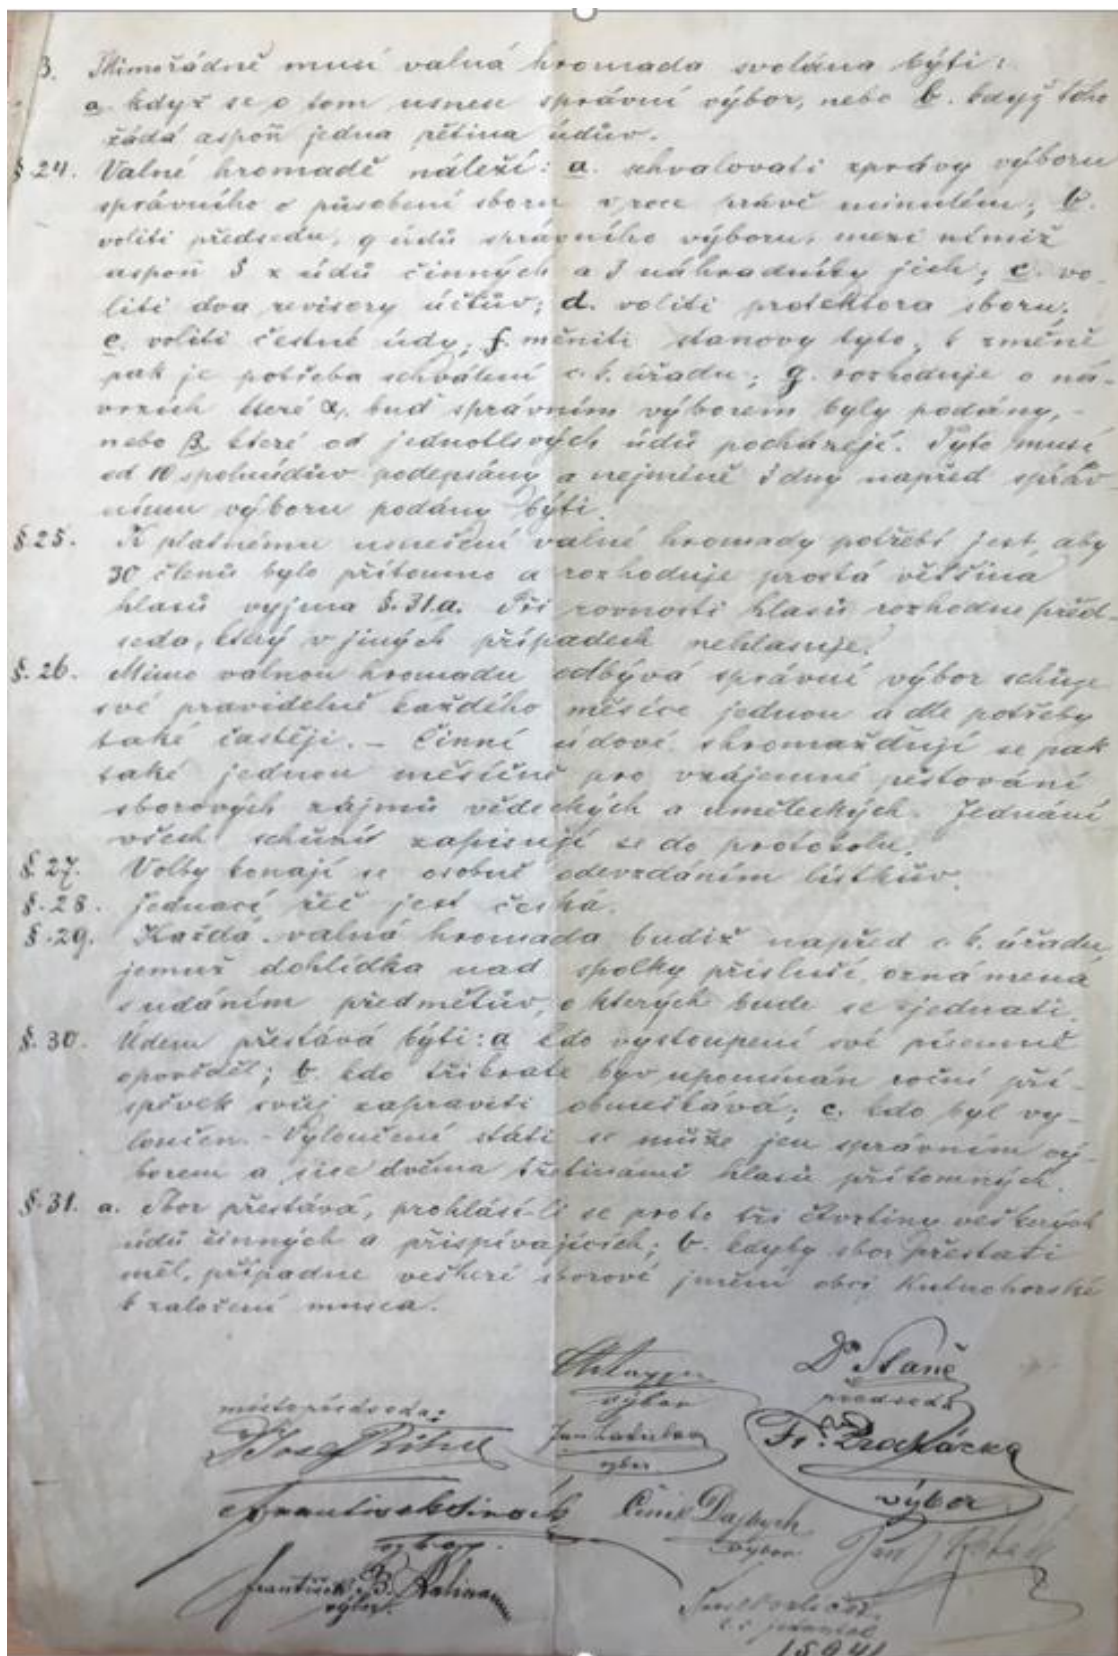 3. Mimořádně musí valná hromada svolána býti:
a. když se o tom usnese správní výbor, nebo b. když toho
žádá aspoň jedna pětina údův.
§.24. Valné hromadě náleží: a. schvalovati zprávy výboru
správního o působení sboru v roce právě minulém; b.
voliti předsedu, 9 údů správního výboru, mezi nimiž
aspoň 5 z údů činných a 3 náhradníky jich; c. vo-
liti dva revisory účtův; d. voliti protektora sboru;
e. voliti čestné údy; f. měniti stanovy tyto, k změně
pak je potřeba schválení c. k. úřadu; g. rozhoduje o ná-
vrzích které α. buď správním výborem byly podány,
nebo β. které od jednotlivých údů pocházejí. Tyto musí
od 10 spoluúdův podepsány a nejméně 3 dny napřed správ-
nímu výboru podány býti.
§.25. K platnému usnešení valné hromady potřebí jest, aby
30 členů bylo přítomno a rozhoduje prostá většina
hlasů vyjma §.31.a. Při rovnosti hlasů rozhodne před-
seda, který v jiných případech nehlasuje.
§.26. Mimo valnou hromadu odbývá správní výbor schůze
své pravidelně každého měsíce jednou a dle potřeby
také častěji. – Činní údové shromažďují se pak
také jednou měsíčně pro vzájemné pěstování
sborových zájmů vědeckých a uměleckých. Jednání
všech schůzí zapisují se do protokolu.
§.27. Volby konají se osobně odevzdáním lístkův.
§.28. Jednací řeč jest česká.
§.29. Každá valná hromada budiž napřed c. k. úřadu,
jemuž dohlídka nad spolky přísluší, oznámena
s udáním předmětův, o kterých bude se jednati.
§.30. Údem přestává býti: a. kdo vystoupení své písemně
opověděl; b. kdo třikráte byv upomínán roční pří-
spěvek svůj zapraviti obmeškává; c. kdo byl vy-
loučen. – Vyloučení státi se může jen správním vý-
borem a sice dvěma třetinami hlasů přítomných.
§.31. a. Sbor přestává, prohlásí-li se proto tři čtvrtiny veškerých
údů činných a přispívajících; b. kdyby sbor přestati
měl, případne veškeré sborové jmění obci Kutnohorské
k založení musea.
Dr Staně
předseda
výbor
místopředseda:
Jan
výbor
Fr. Procházka
výbor
František
výbor.
Emil
výbor
Jan
František B.
výbor.
jednatel